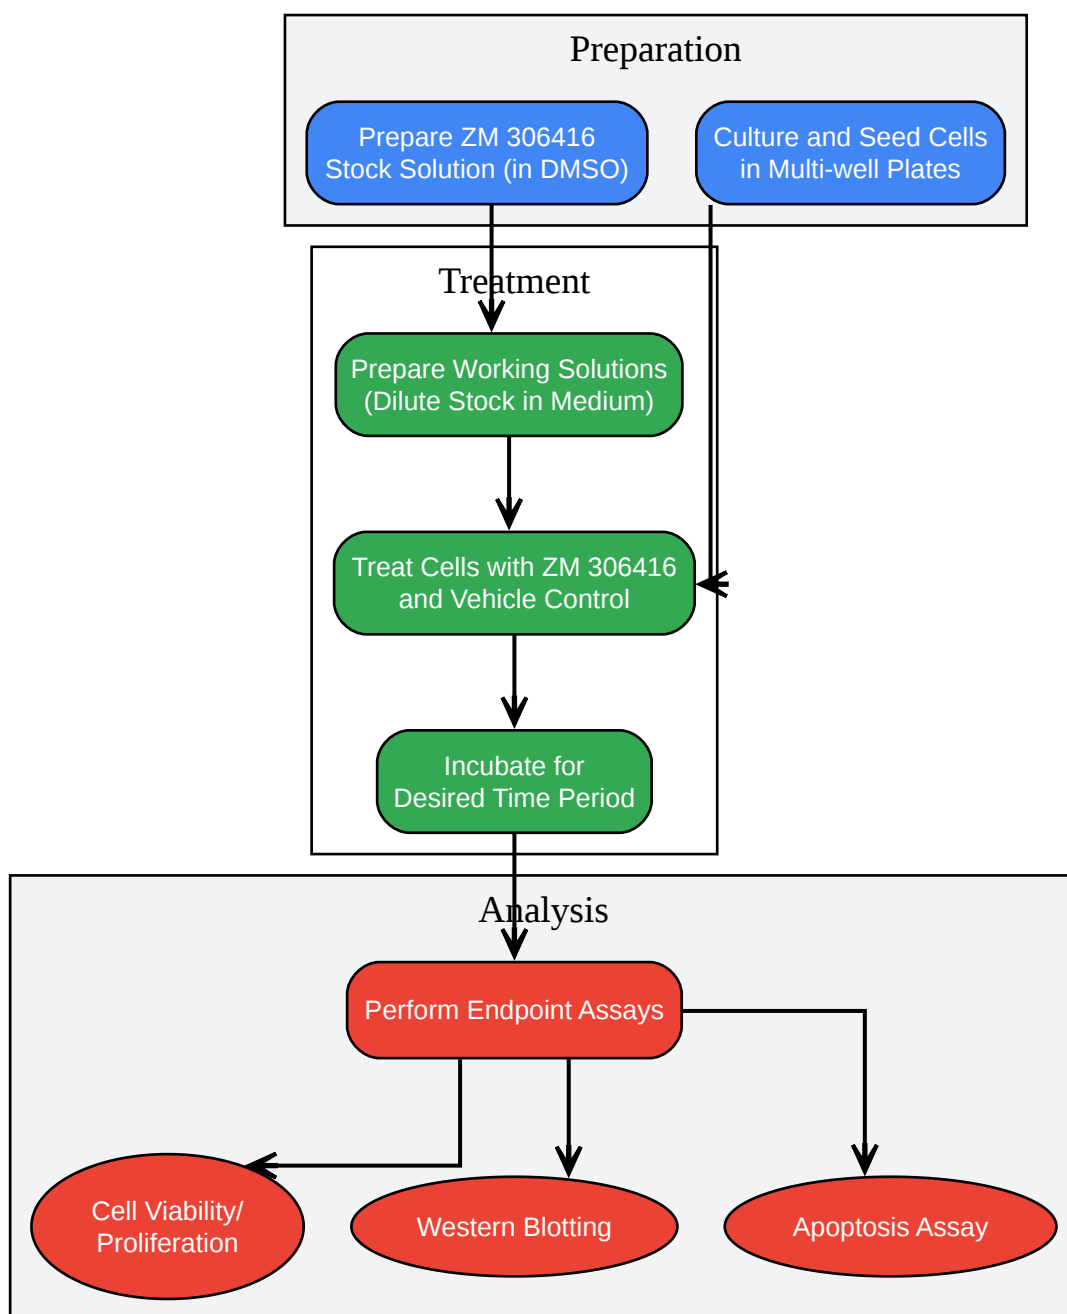 Preparation
Prepare ZM 306416
Stock Solution (in DMSO)
Culture and Seed Cells
in Multi-well Plates
Treatment
Prepare Working Solutions
(Dilute Stock in Medium)
Treat Cells with ZM 306416
and Vehicle Control
Incubate for
Desired Time Period
Analysis
Perform Endpoint Assays
Cell Viability/
Proliferation
Western Blotting
Apoptosis Assay